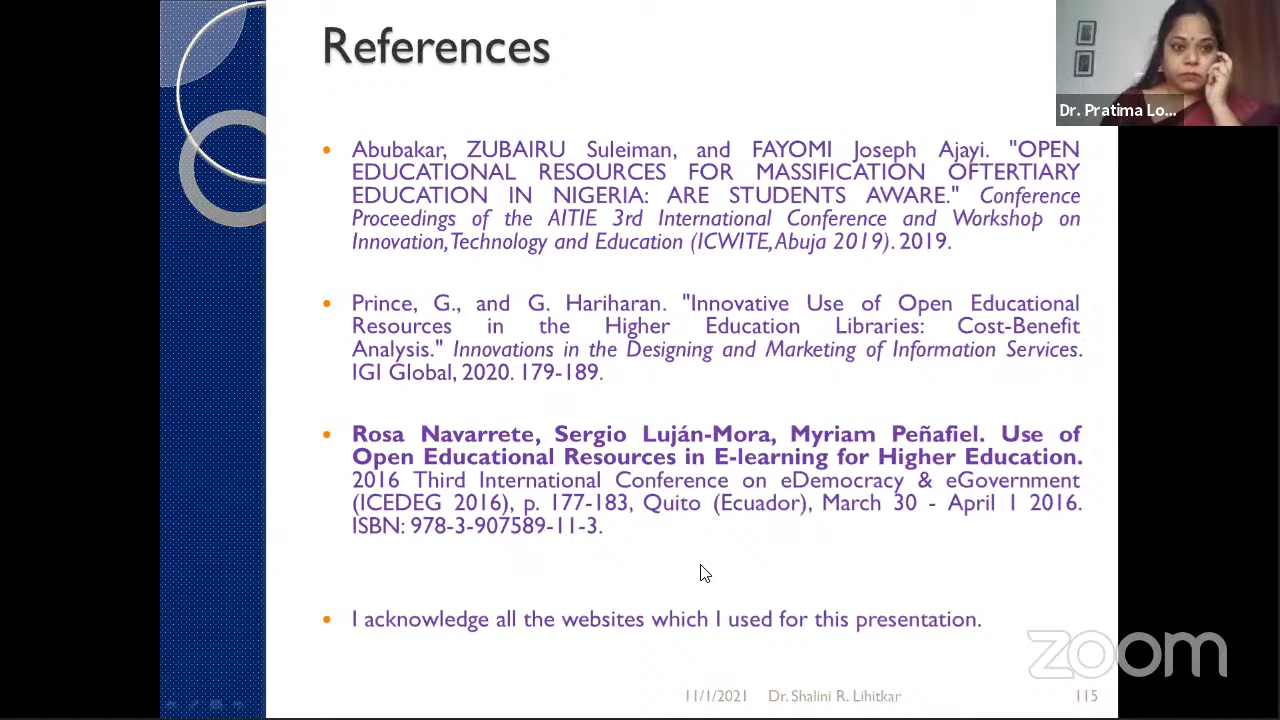 References
Dr. Pratima Lo...
Abubakar, ZUBAIRU Suleiman, and FAYOMI Joseph Ajayi. "OPEN
EDUCATIONAL RESOURCES FOR MASSIFICATION OFTERTIARY
EDUCATION IN NIGERIA: ARE STUDENTS AWARE." Conference
Proceedings of the AITIE 3rd International Conference and Workshop on
Innovation, Technology and Education (ICWITE, Abuja 2019). 2019.
Prince, G., and G. Hariharan. "Innovative Use of Open Educational
Resources in the Higher Education Libraries: Cost-Benefit
Analysis." Innovations in the Designing and Marketing of Information Services.
IGI Global, 2020. 179-189.
Rosa Navarrete, Sergio Luján-Mora, Myriam Peñafiel. Use of
Open Educational Resources in E-learning for Higher Education.
2016 Third International Conference on eDemocracy & eGovernment
(ICEDEG 2016), p. 177-183, Quito (Ecuador), March 30 - April 1 2016.
ISBN: 978-3-907589-11-3.
I acknowledge all the websites which I used for this presentation.
zoom
11/1/2021 Dr. Shalini R. Lihitkar 115